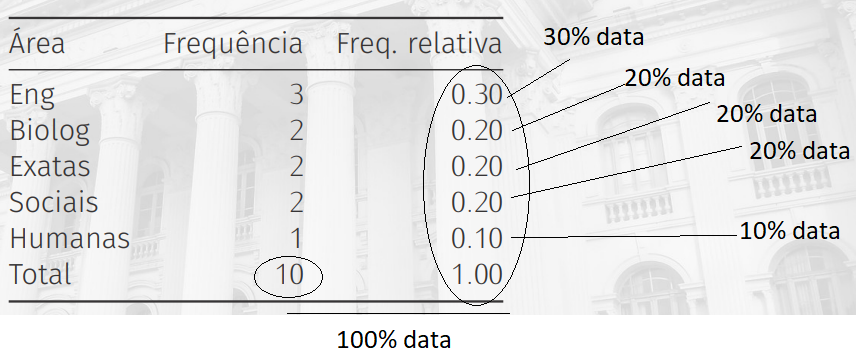 Área Frequência Freq. relativa
30% data
Eng 3 0.30
20% data
Biolog 2 0.20
20% data
Exatas 2 0.20
20% data
Sociais 2 0.20
Humanas 1 0.10
10% data
Total 10 1.00
100% data